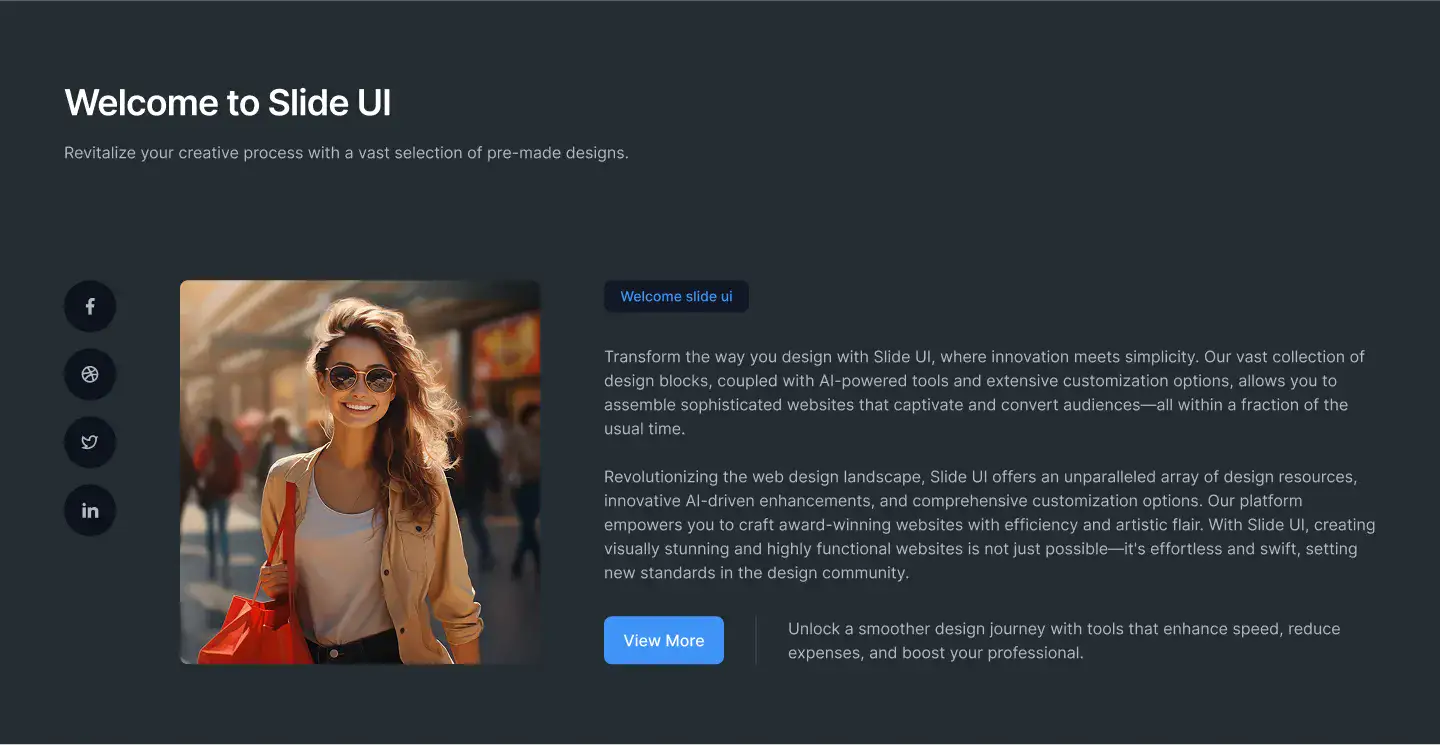 Welcome to Slide UI
Revitalize your creative process with a vast selection of pre-made designs.
Welcome slide ui
Transform the way you design with Slide UI, where innovation meets simplicity. Our vast collection of
design blocks, coupled with AI-powered tools and extensive customization options, allows you to
assemble sophisticated websites that captivate and convert audiences—all within a fraction of the
usual time.
Revolutionizing the web design landscape, Slide UI offers an unparalleled array of design resources,
innovative AI-driven enhancements, and comprehensive customization options. Our platform
empowers you to craft award-winning websites with efficiency and artistic flair. With Slide UI, creating
visually stunning and highly functional websites is not just possible—it's effortless and swift, setting
new standards in the design community.
View More
Unlock a smoother design journey with tools that enhance speed, reduce
expenses, and boost your professional.